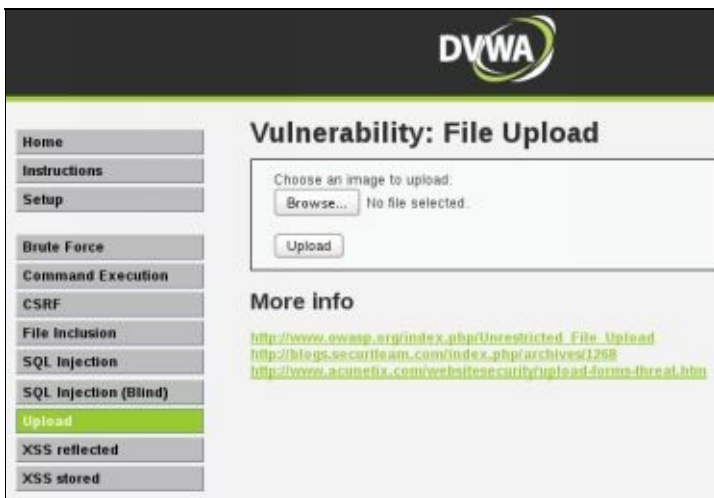 DVWA
Home
Instructions
Setup
Brute Force
Command Execution
CSRF
File Inclusion
SQL Injection
SQL Injection (Blind)
Upload
XSS reflected
XSS stored
Vulnerability: File Upload
Choose an image to upload:
Browse... No file selected.
Upload
More info
http://www.owasp.org/index.php/Unrestricted_File_Upload
http://blogs.securiteam.com/index.php/archives/1268
http://www.acunetix.com/websitesecurity/upload-forms-threat.htm